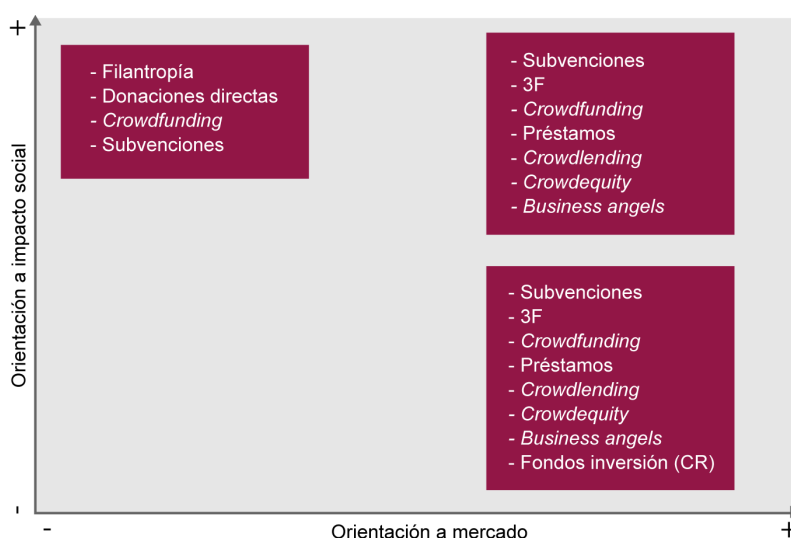 +
- Filantropía
- Donaciones directas
- Crowdfunding
- Subvenciones
- Subvenciones
- 3F
- Crowdfunding
- Préstamos
- Crowdlending
- Crowdequity
- Business angels
- Subvenciones
- 3F
- Crowdfunding
- Préstamos
- Crowdlending
- Crowdequity
- Business angels
- Fondos inversión (CR)
Orientación a impacto social
-
-
Orientación a mercado
+